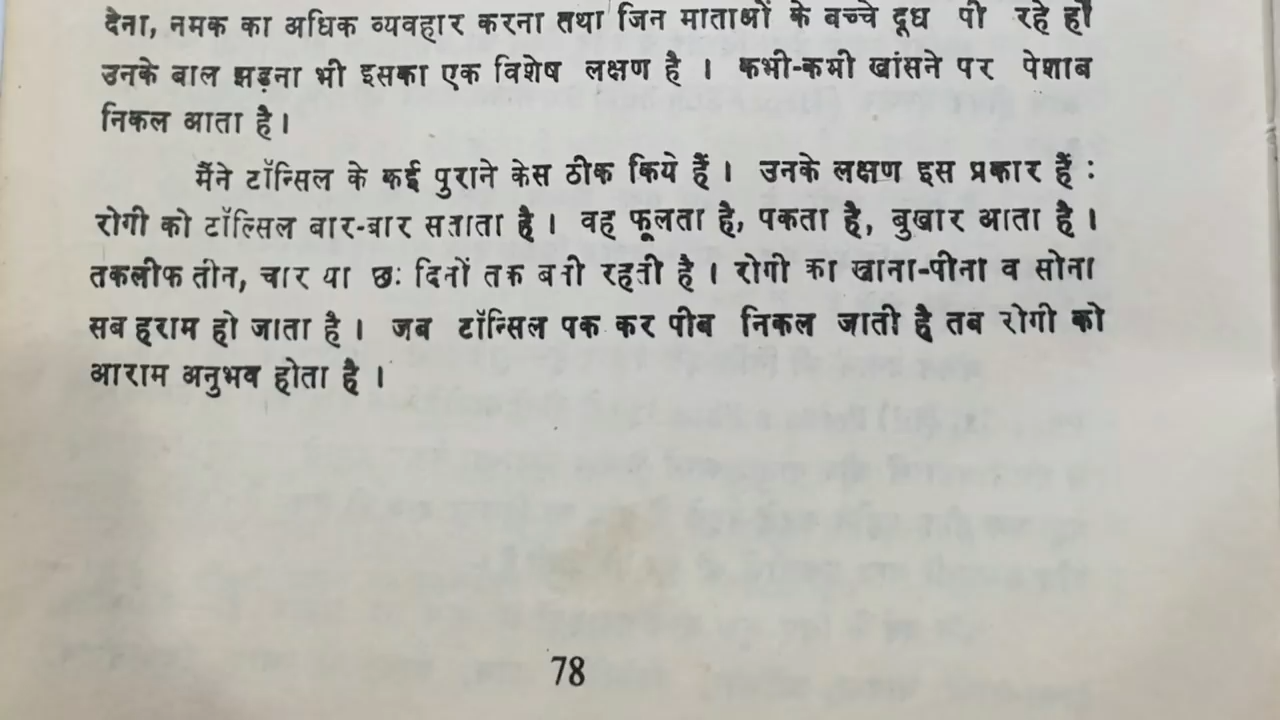 देना, नमक का अधिक व्यवहार करना तथा जिन माताओं के बच्चे दूध पी रहे हों
उनके बाल झड़ना भी इसका एक विशेष लक्षण है । कभी-कभी खांसने पर पेशाब
निकल आता है ।
मैंने टॉन्सिल के कई पुराने केस ठीक किये हैं । उनके लक्षण इस प्रकार हैं :
रोगी को टॉल्सिल बार-बार सताता है । वह फूलता है, पकता है, बुखार आता है ।
तकलीफ तीन, चार या छः दिनों तक बनी रहती है । रोगी का खाना-पीना व सोना
सब हराम हो जाता है । जब टॉन्सिल पक कर पीब निकल जाती है तब रोगी को
आराम अनुभव होता है ।
78